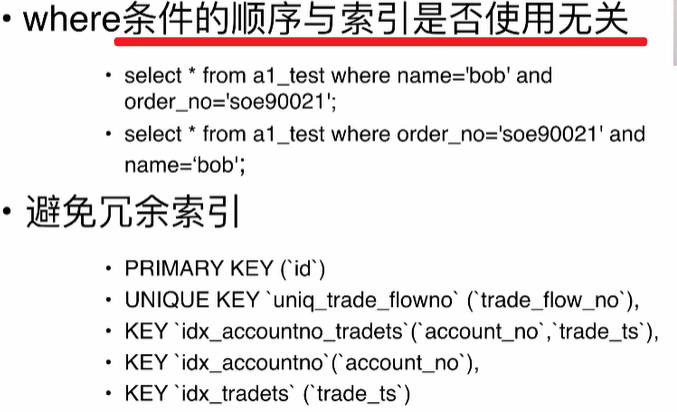 • where条件的顺序与索引是否使用无关
• select * from a1_test where name='bob' and
order_no='soe90021';
• select * from a1_test where order_no='soe90021' and
name=‘bob';
• 避免冗余索引
• PRIMARY KEY (`id`)
• UNIQUE KEY `uniq_trade_flowno` (`trade_flow_no`),
• KEY `idx_accountno_tradets`(`account_no`,`trade_ts`),
• KEY `idx_accountno`(`account_no`),
• KEY `idx_tradets` (`trade_ts`)